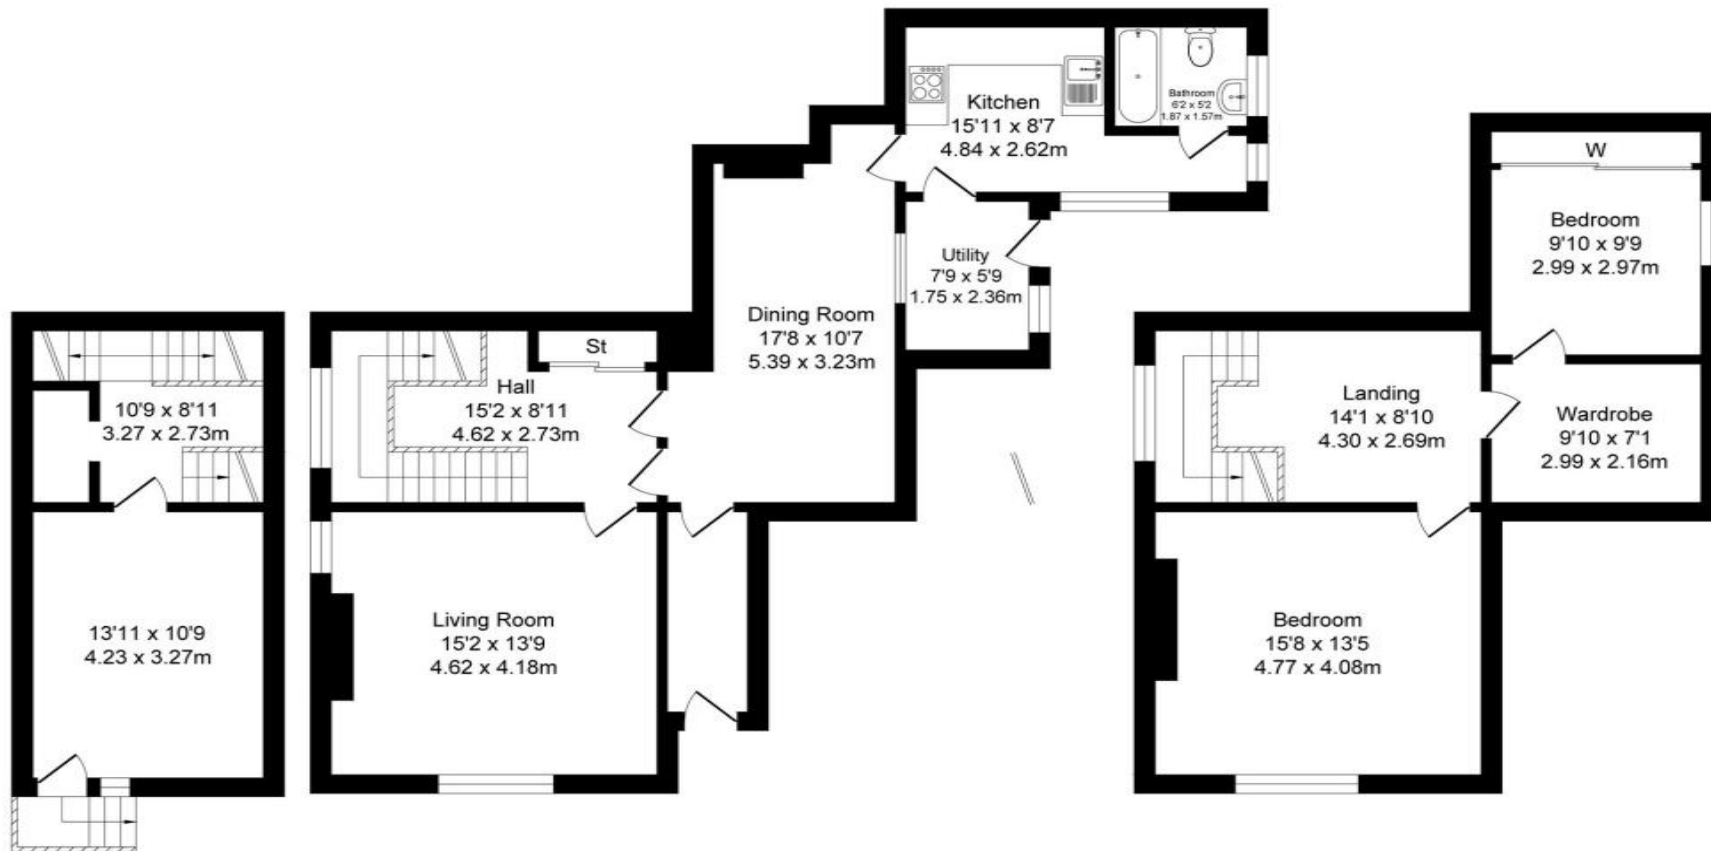 10'9 x 8'11
3.27 x 2.73m
13'11 x 10'9
4.23 x 3.27m
St
Hall
15'2 x 8'11
4.62 x 2.73m
Living Room
15'2 x 13'9
4.62 x 4.18m
Dining Room
17'8 x 10'7
5.39 x 3.23m
Kitchen
15'11 x 8'7
4.84 x 2.62m
Bathroom
6'2 x 5'2
1.87 x 1.57m
Utility
7'9 x 5'9
1.75 x 2.36m
W
Bedroom
9'10 x 9'9
2.99 x 2.97m
Landing
14'1 x 8'10
4.30 x 2.69m
Wardrobe
9'10 x 7'1
2.99 x 2.16m
Bedroom
15'8 x 13'5
4.77 x 4.08m